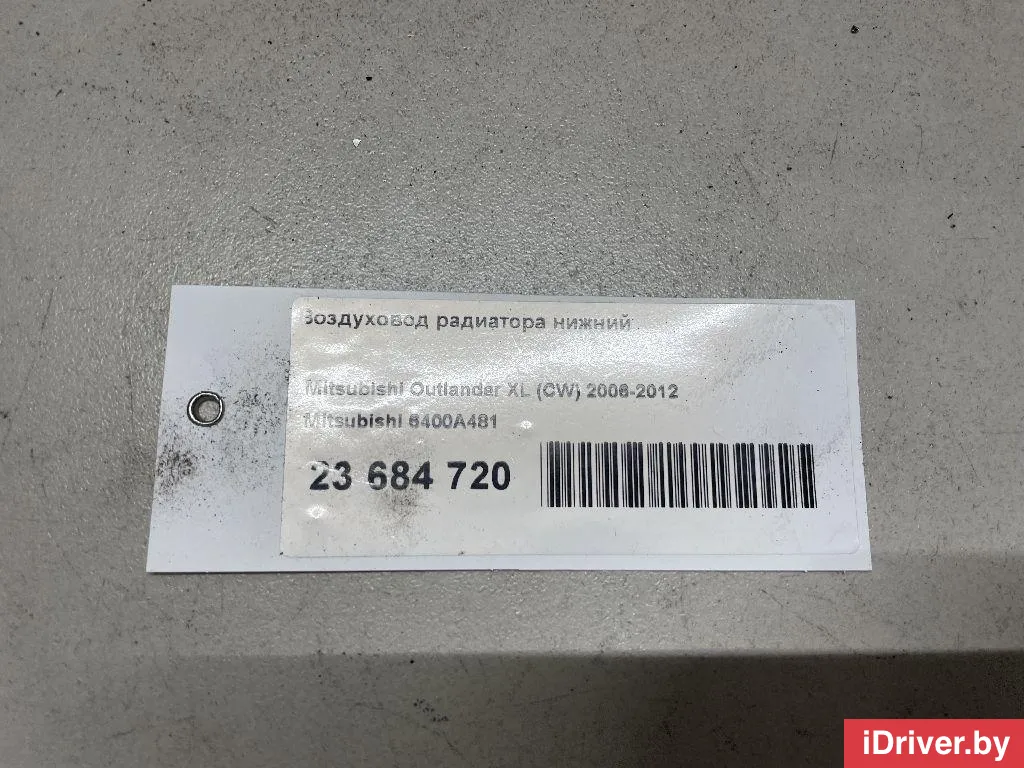 Воздуховод радиатора нижний
Mitsubishi Outlander XL (CW) 2006-2012
Mitsubishi 6400A481
23 684 720
iDriver.by